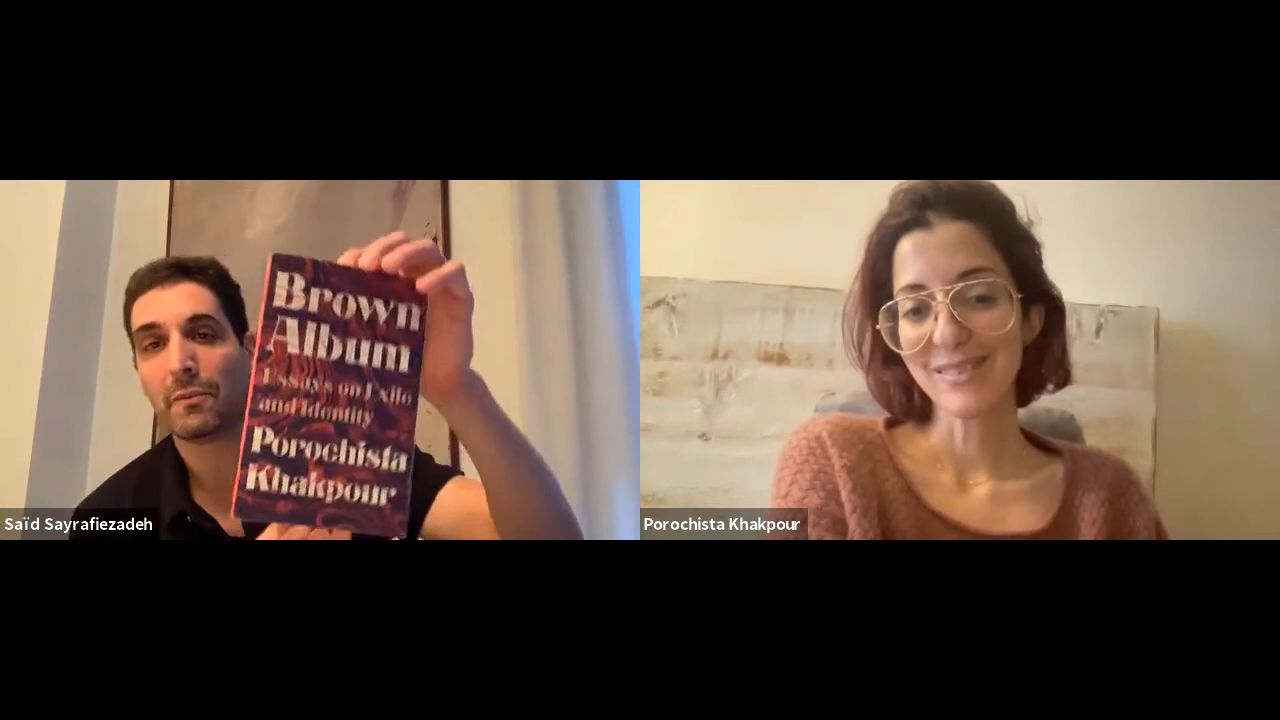 Brown
Album
Essays on Exile
and Identity
Porochista
Khakpour
Saïd Sayrafiezadeh
Porochista Khakpour